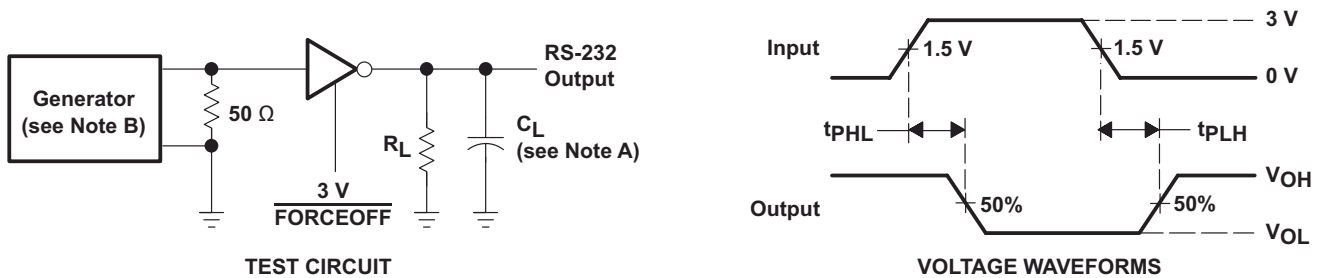 Generator
(see Note B)
50 Ω
3 V
FORCEOFF
RL
CL
(see Note A)
RS-232
Output
TEST CIRCUIT
Input
1.5 V
1.5 V
3 V
0 V
tPHL
tPLH
Output
50%
50%
VOH
VOL
VOLTAGE WAVEFORMS